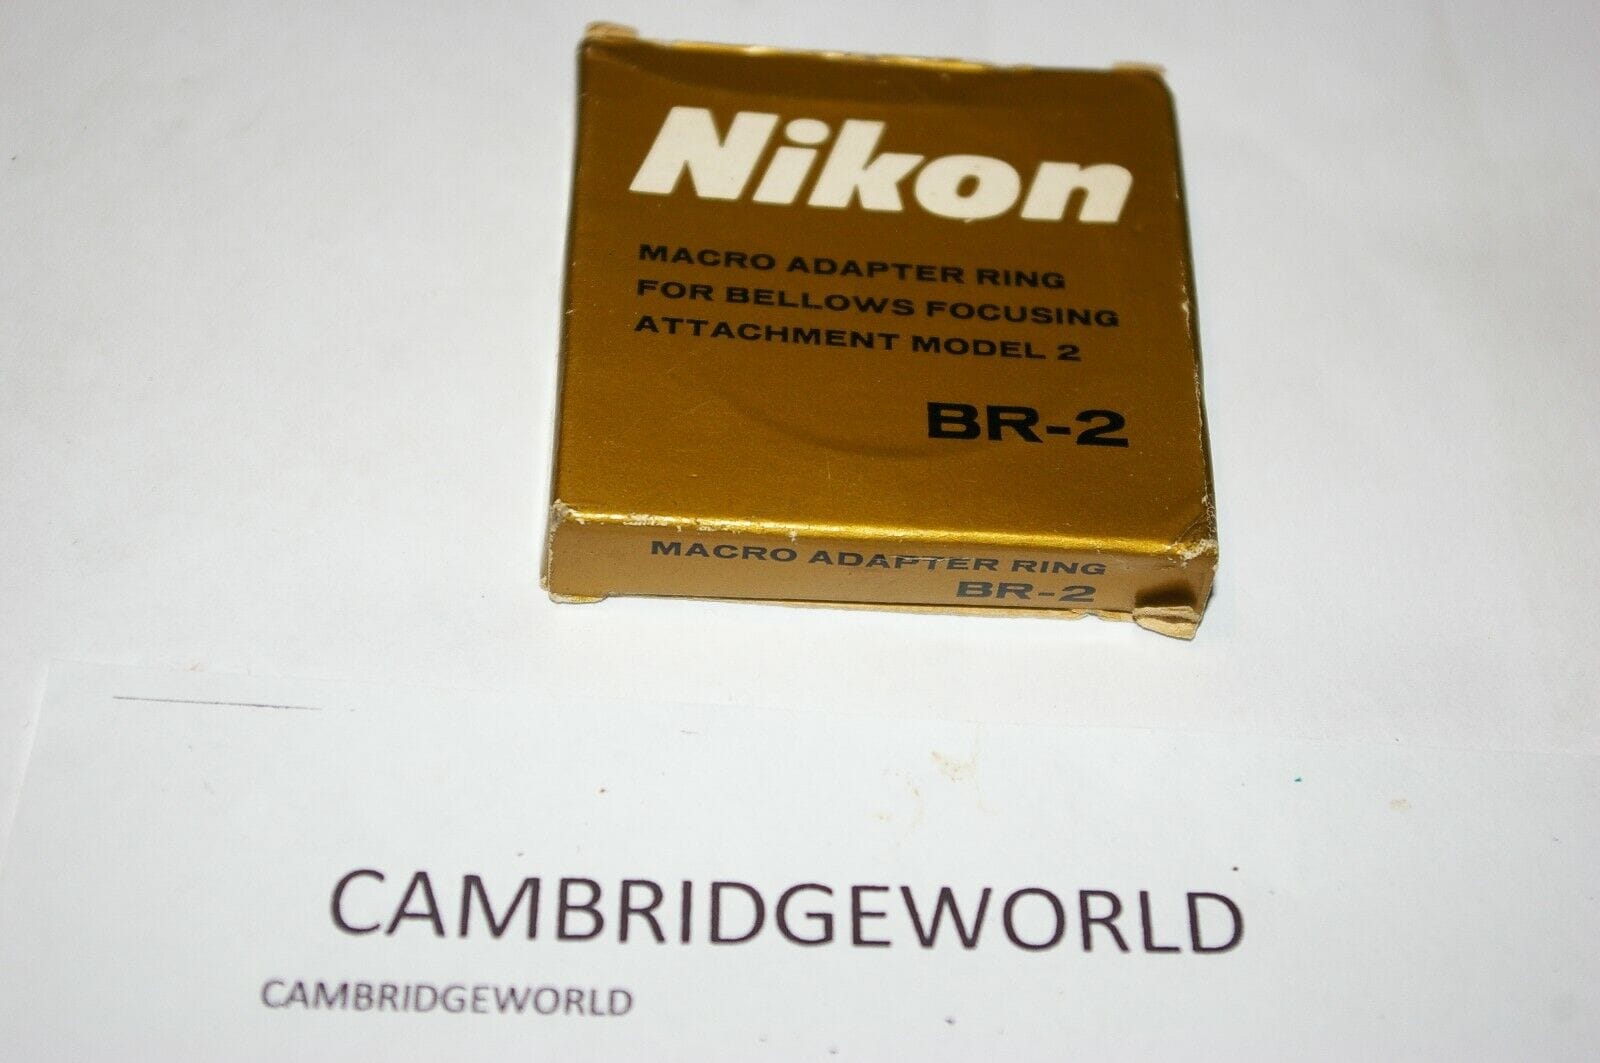 Nikon
MACRO ADAPTER RING
FOR BELLOWS FOCUSING
ATTACHMENT MODEL 2
BR-2
MACRO ADAPTER RING
BR-2
CAMBRIDGEWORLD
CAMBRIDGEWORLD